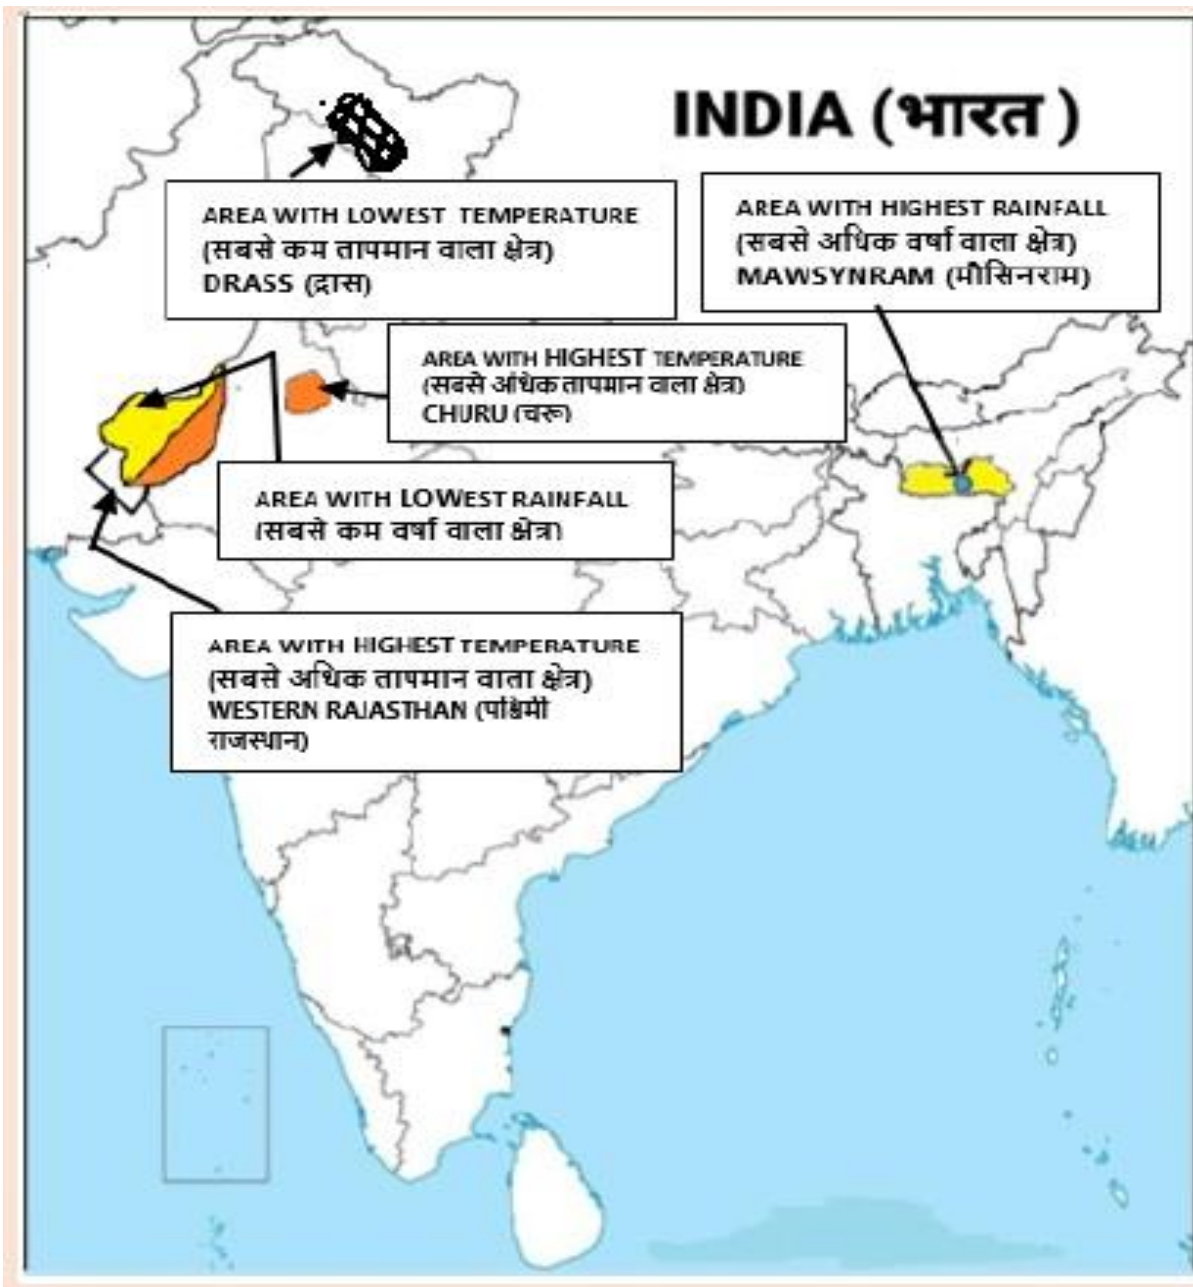 INDIA (भारत )
AREA WITH LOWEST TEMPERATURE
(सबसे कम तापमान वाला क्षेत्र)
DRASS (द्रास)
AREA WITH HIGHEST RAINFALL
(सबसे अधिक वर्षा वाला क्षेत्र)
MAWSYNRAM (मौसिनराम)
AREA WITH HIGHEST TEMPERATURE
(सबसे अधिक तापमान वाला क्षेत्र)
CHURU (चरू)
AREA WITH LOWEST RAINFALL
(सबसे कम वर्षा वाला क्षेत्र)
AREA WITH HIGHEST TEMPERATURE
(सबसे अधिक तापमान वाता क्षेत्र)
WESTERN RAJASTHAN (पश्चिमी
राजस्थान)